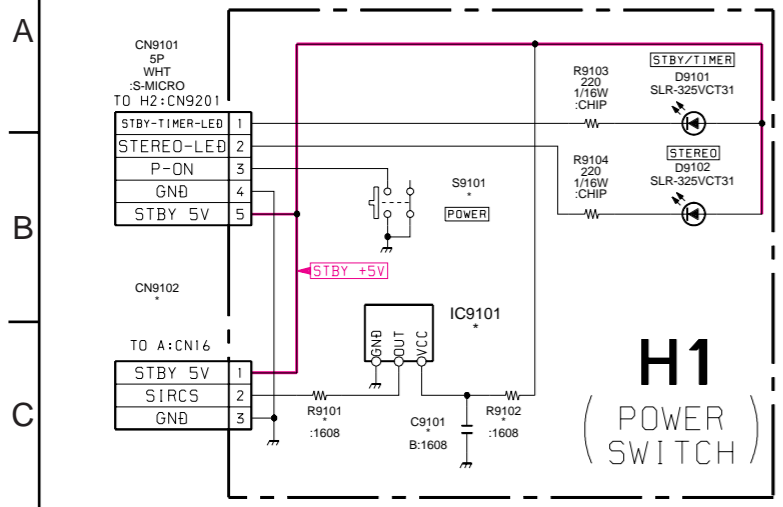 A
B
C
CN9101
5P
WHT
:S-MICRO
TO H2:CN9201
STBY-TIMER-LED 1
STEREO-LED 2
P-ON 3
GND 4
STBY 5V 5
R9103
220
1/16W
:CHIP
STBY/TIMER
D9101
SLR-325VCT31
R9104
220
1/16W
:CHIP
STEREO
D9102
SLR-325VCT31
S9101
*
POWER
STBY +5V
CN9102
*
TO A:CN16
STBY 5V 1
SIRCS 2
GND 3
IC9101
*
GND OUT VCC
R9101
*
:1608
C9101
*
B:1608
R9102
*
:1608
H1
(POWER
SWITCH)